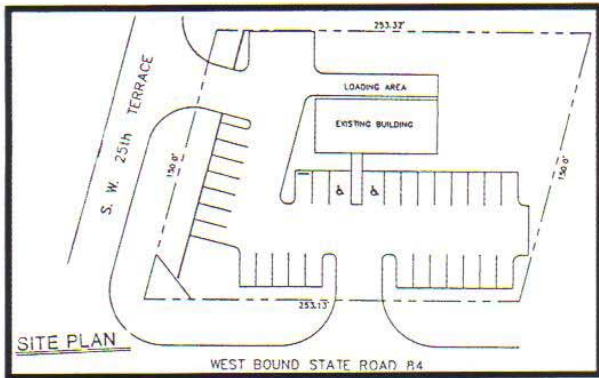 253.32'
LOADING AREA
EXISTING BUILDING
S. W. 25th TERRACE
150.0'
150.0'
253.13'
SITE PLAN
WEST BOUND STATE ROAD 84